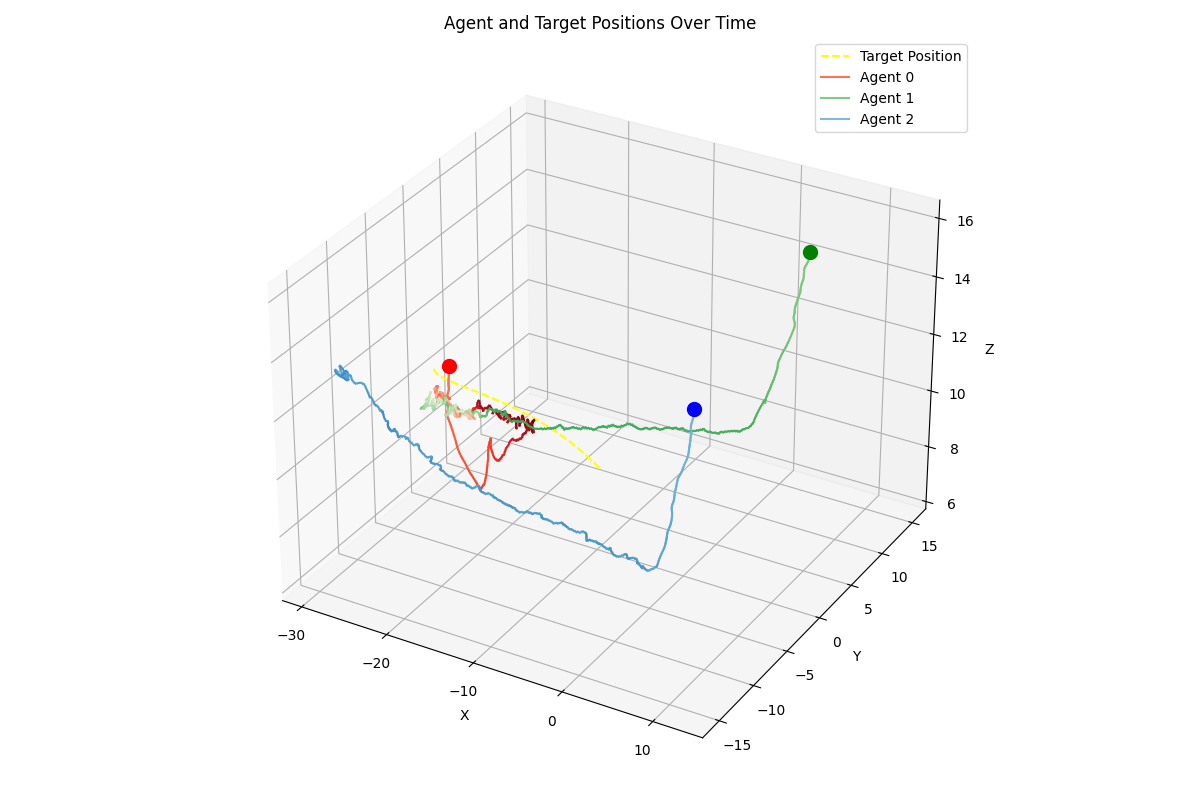 Agent and Target Positions Over Time
Target Position
Agent 0
Agent 1
Agent 2
16
14
12
10
8
6
Z
15
10
5
0
−5
−10
−15
Y
−30
−20
−10
0
10
X